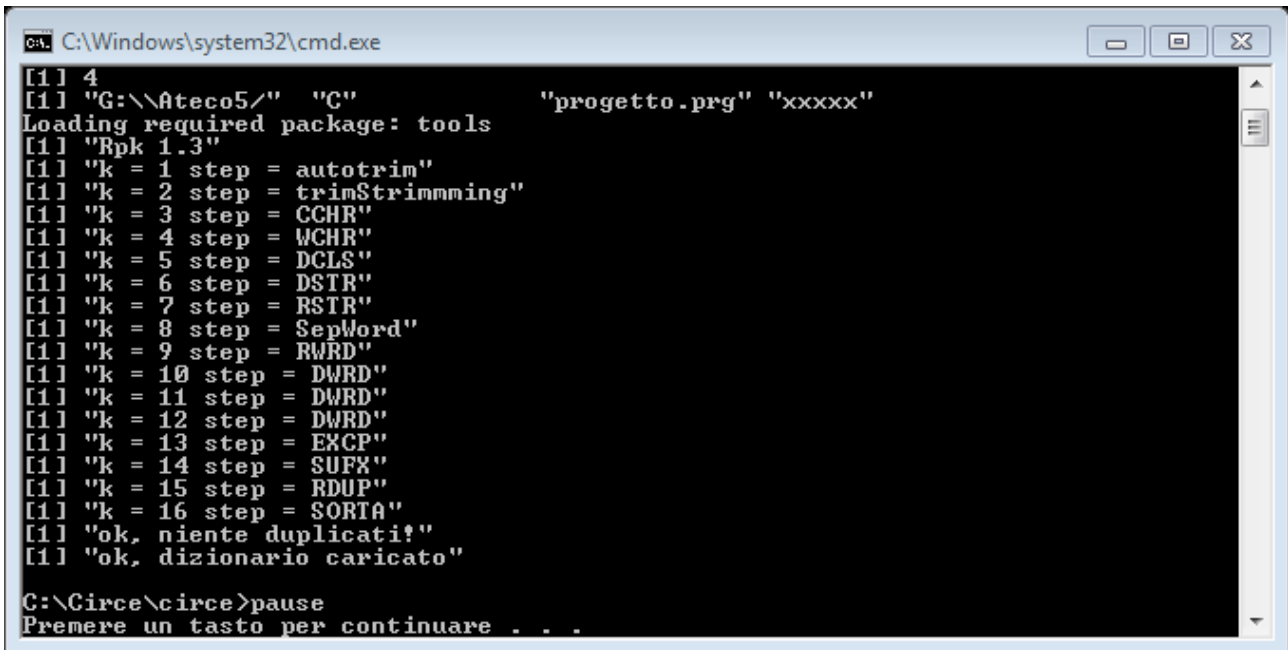 C:\Windows\system32\cmd.exe
[1] 4
[1] "G:\\Ateco5/" "C" "progetto.prg" "xxxxx"
Loading required package: tools
[1] "Rpk 1.3"
[1] "k = 1 step = autotrim"
[1] "k = 2 step = trimStrimmming"
[1] "k = 3 step = CCHR"
[1] "k = 4 step = WCHR"
[1] "k = 5 step = DCLS"
[1] "k = 6 step = DSTR"
[1] "k = 7 step = RSTR"
[1] "k = 8 step = SepWord"
[1] "k = 9 step = RWRD"
[1] "k = 10 step = DWRD"
[1] "k = 11 step = DWRD"
[1] "k = 12 step = DWRD"
[1] "k = 13 step = EXCP"
[1] "k = 14 step = SUFX"
[1] "k = 15 step = RDUP"
[1] "k = 16 step = SORTA"
[1] "ok, niente duplicati!"
[1] "ok, dizionario caricato"
C:\Circe\circe>pause
Premere un tasto per continuare . . .